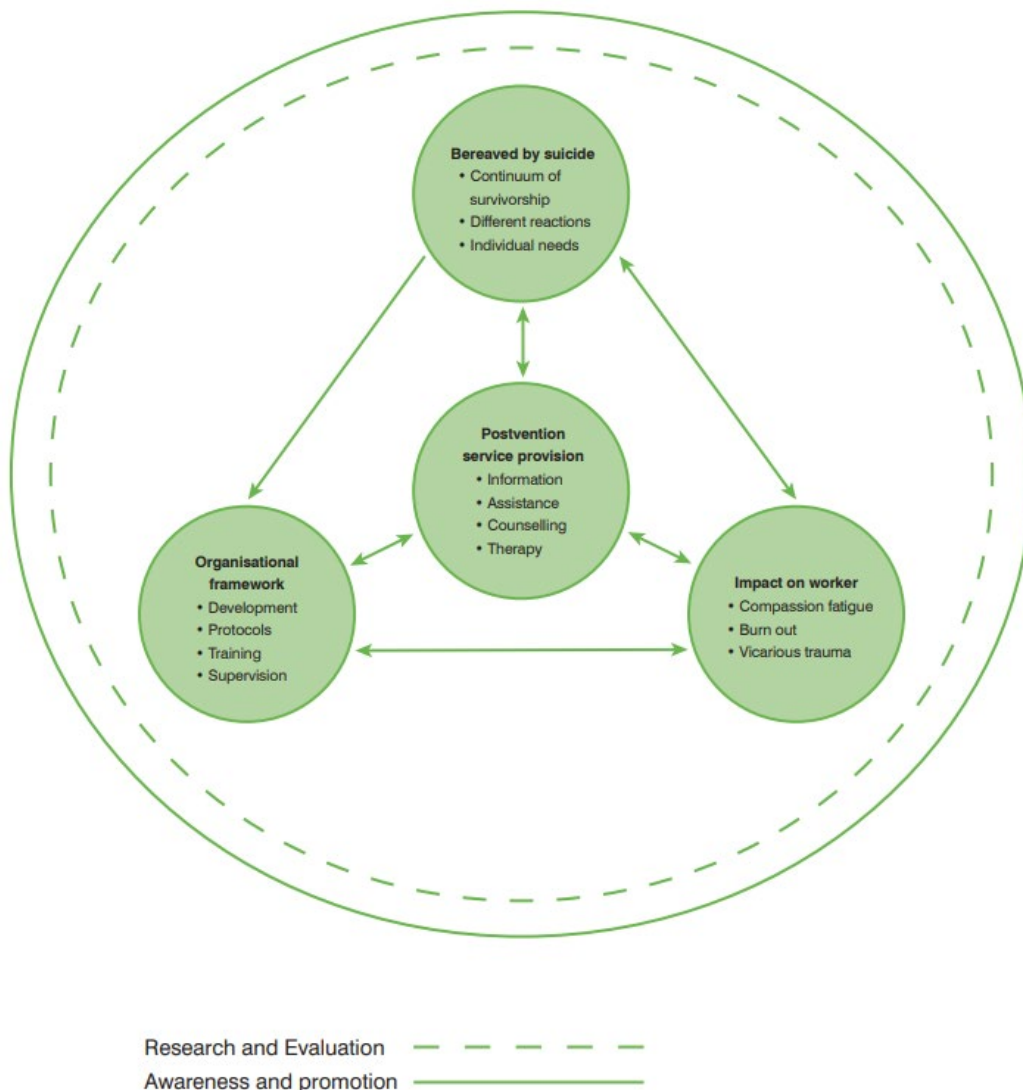 Bereaved by suicide
• Continuum of
survivorship
• Different reactions
• Individual needs
Postvention
service provision
• Information
• Assistance
• Counselling
• Therapy
Organisational
framework
• Development
• Protocols
• Training
• Supervision
Impact on worker
• Compassion fatigue
• Burn out
• Vicarious trauma
Research and Evaluation
Awareness and promotion